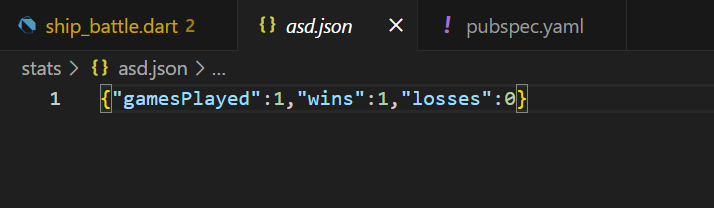 ship_battle.dart 2 {} asd.json × ! pubspec.yaml
stats > {} asd.json > ...
1 {"gamesPlayed":1,"wins":1,"losses":0}